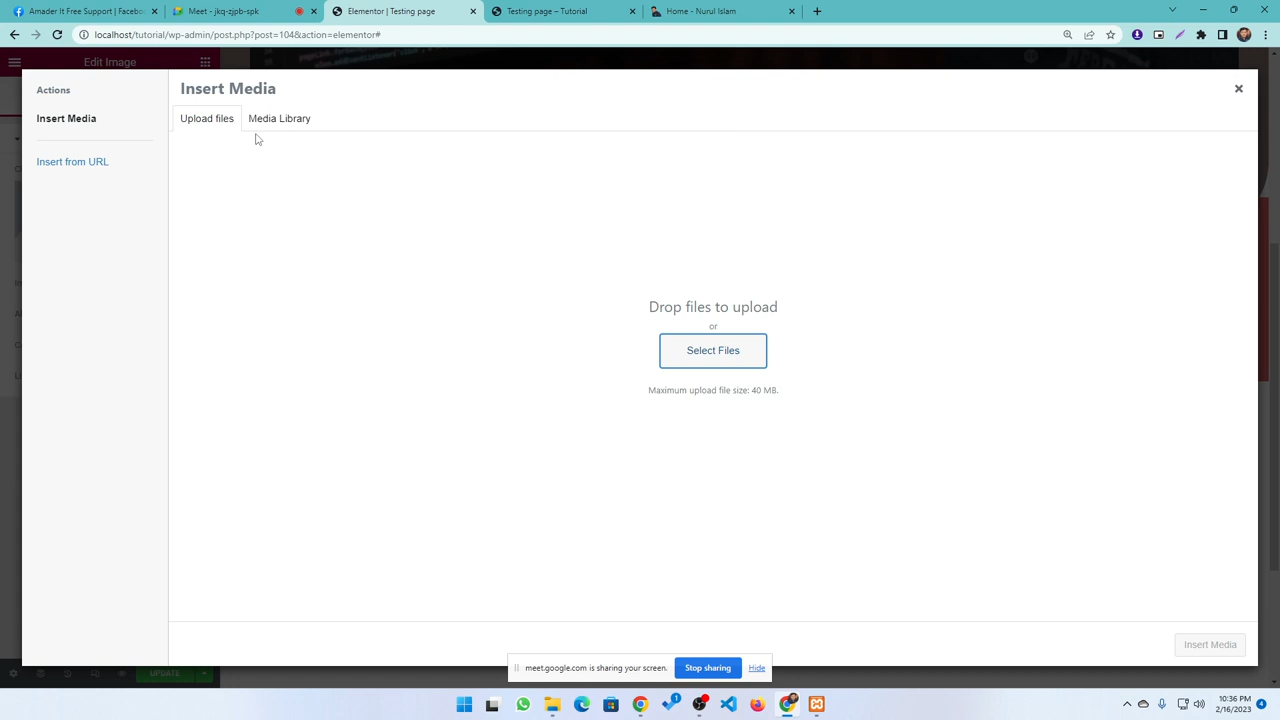 Amader It Free Support | Facebo
Meet - jkq-zjpb-spk
Elementor | Testing page
Testing page – Tutorial
Home - Nurul Islam
localhost/tutorial/wp-admin/post.php?post=104&action=elementor#
Edit Image
Actions
Insert Media
Insert from URL
Insert Media
Upload files
Media Library
Drop files to upload
or
Select Files
Maximum upload file size: 40 MB.
Insert Media
UPDATE
meet.google.com is sharing your screen.
Stop sharing
Hide
1
10:36 PM
2/16/2023
4